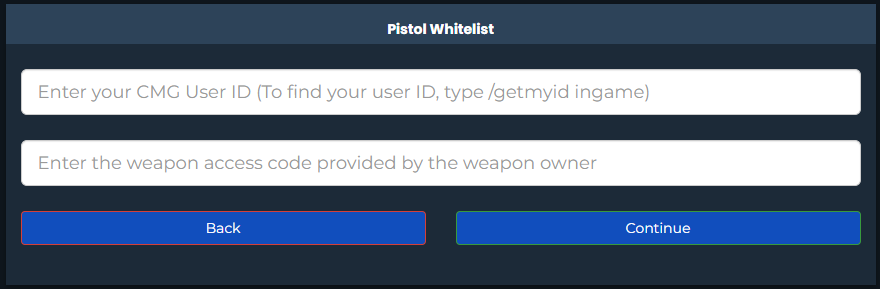 Pistol Whitelist
Enter your CMG User ID (To find your user ID, type /getmyid ingame)
Enter the weapon access code provided by the weapon owner
Back
Continue